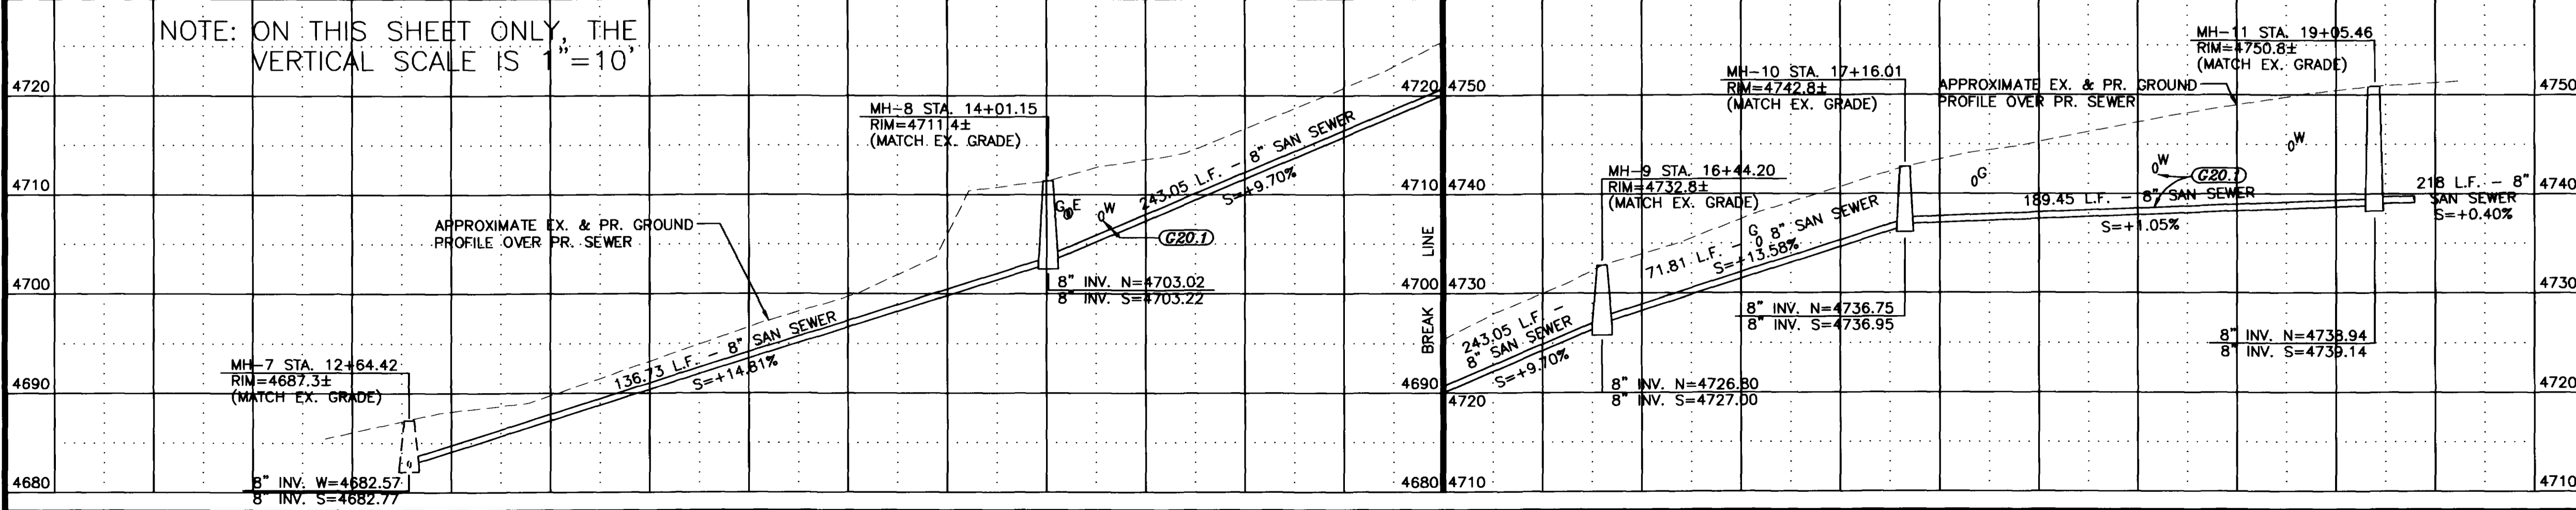 NOTE: ON THIS SHEET ONLY, THE
VERTICAL SCALE IS 1"=10'
4720
4710
4700
4690
4680
MH-7 STA. 12+64.42
RIM=4687.3±
(MATCH EX. GRADE)
8" INV. W=4682.57
8" INV. S=4682.77
APPROXIMATE EX. & PR. GROUND
PROFILE OVER PR. SEWER
136.73 L.F. - 8" SAN SEWER
S=+14.81%
MH-8 STA. 14+01.15
RIM=4711.4±
(MATCH EX. GRADE)
G E
W
G20.1
8" INV. N=4703.02
8" INV. S=4703.22
243.05 L.F. - 8" SAN SEWER
S=+9.70%
4720 4750
4710 4740
4700 4730
4690
4720
4680 4710
BREAK LINE
243.05 L.F. -
8" SAN SEWER
S=+9.70%
MH-9 STA. 16+44.20
RIM=4732.8±
(MATCH EX. GRADE)
8" INV. N=4726.80
8" INV. S=4727.00
71.81 L.F. - 8" SAN SEWER
G
S=+13.58%
MH-10 STA. 17+16.01
RIM=4742.8±
(MATCH EX. GRADE)
8" INV. N=4736.75
8" INV. S=4736.95
APPROXIMATE EX. & PR. GROUND
PROFILE OVER PR. SEWER
G
W
G20.1
W
189.45 L.F. - 8" SAN SEWER
S=+1.05%
MH-11 STA. 19+05.46
RIM=4750.8±
(MATCH EX. GRADE)
8" INV. N=4738.94
8" INV. S=4739.14
218 L.F. - 8"
SAN SEWER
S=+0.40%
4750
4740
4730
4720
4710